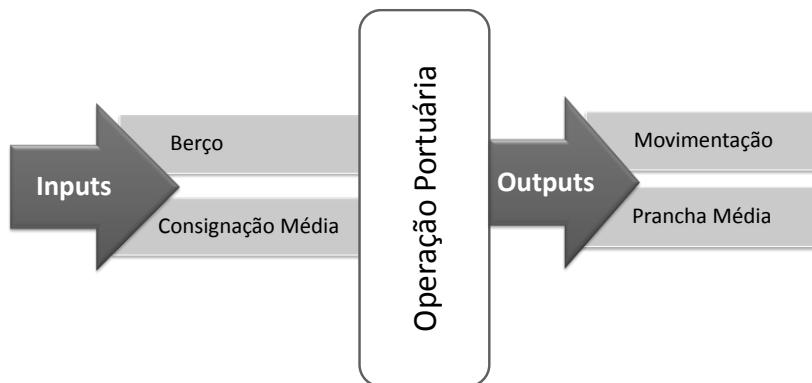 Inputs
Berço
Consignação Média
Operação Portuária
Outputs
Movimentação
Prancha Média